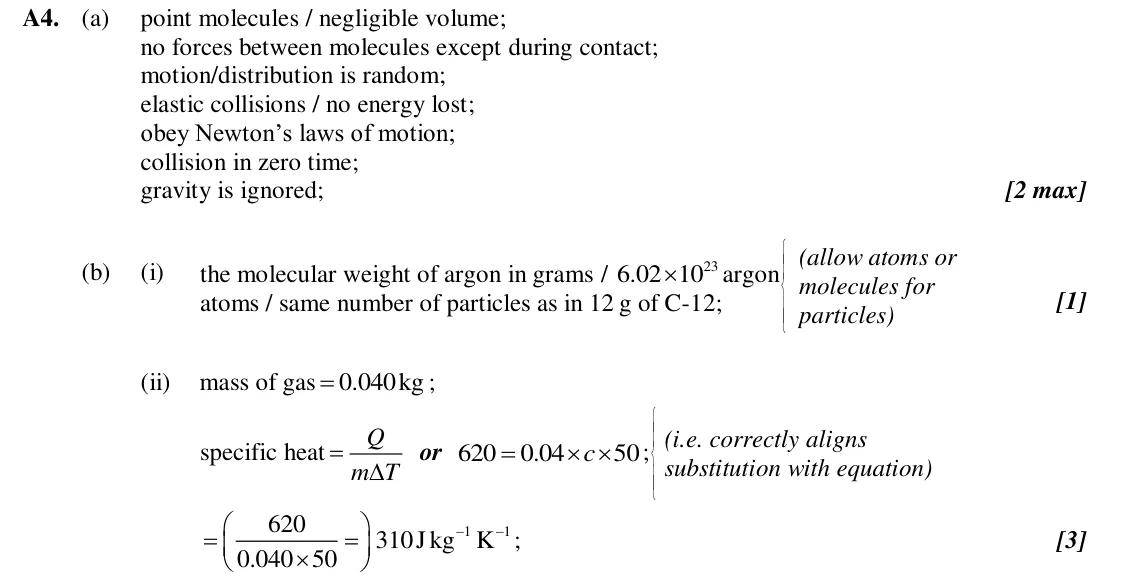 A4. (a) point molecules / negligible volume;
no forces between molecules except during contact;
motion/distribution is random;
elastic collisions / no energy lost;
obey Newton's laws of motion;
collision in zero time;
gravity is ignored; [2 max]
(b) (i) the molecular weight of argon in grams / 6.02×10²³ argon
atoms / same number of particles as in 12 g of C-12;
(allow atoms or
molecules for
particles)
[1]
(ii) mass of gas = 0.040 kg ;
specific heat = Q/mΔT or 620 = 0.04 × c × 50 ;
(i.e. correctly aligns
substitution with equation)
= (620/0.040×50 =) 310 J kg⁻¹ K⁻¹ ; [3]